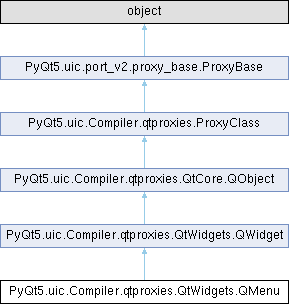 object
PyQt5.uic.port_v2.proxy_base.ProxyBase
PyQt5.uic.Compiler.qtproxies.ProxyClass
PyQt5.uic.Compiler.qtproxies.QtCore.QObject
PyQt5.uic.Compiler.qtproxies.QtWidgets.QWidget
PyQt5.uic.Compiler.qtproxies.QtWidgets.QMenu